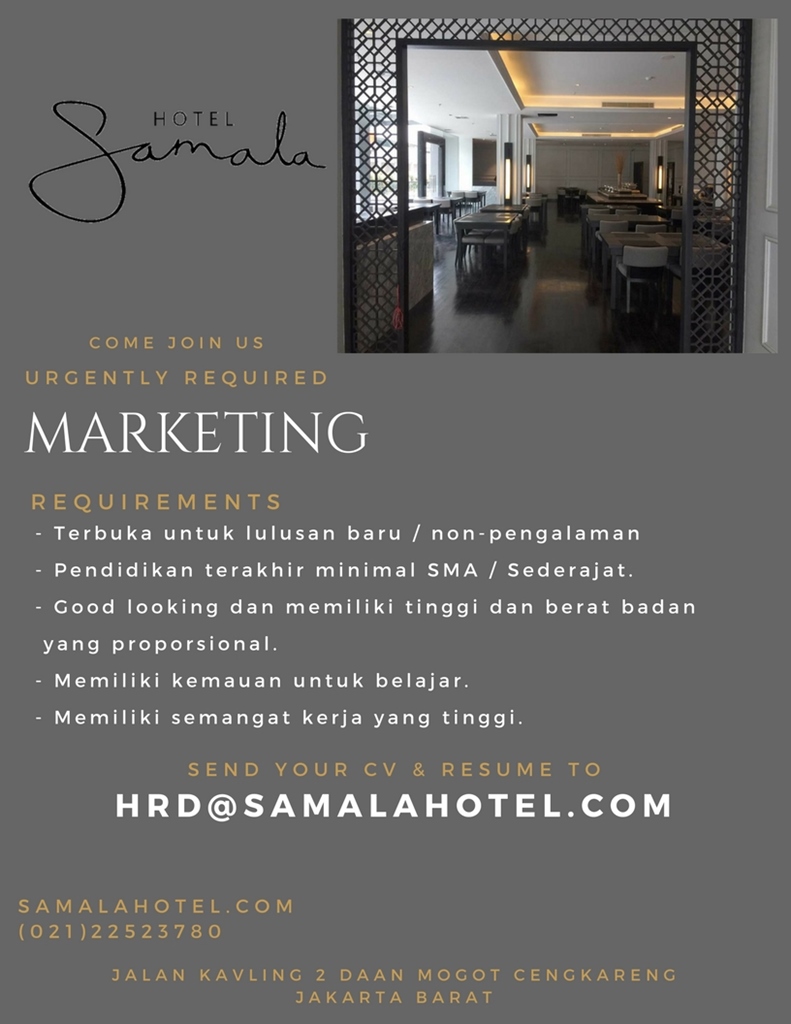 HOTEL
Samala
COME JOIN US
URGENTLY REQUIRED
MARKETING
REQUIREMENTS
- Terbuka untuk lulusan baru / non-pengalaman
- Pendidikan terakhir minimal SMA / Sederajat.
- Good looking dan memiliki tinggi dan berat badan
yang proporsional.
- Memiliki kemauan untuk belajar.
- Memiliki semangat kerja yang tinggi.
SEND YOUR CV & RESUME TO
HRD@SAMALAHOTEL.COM
SAMALAHOTEL.COM
(021)22523780
JALAN KAVLING 2 DAAN MOGOT CENGKARENG
JAKARTA BARAT